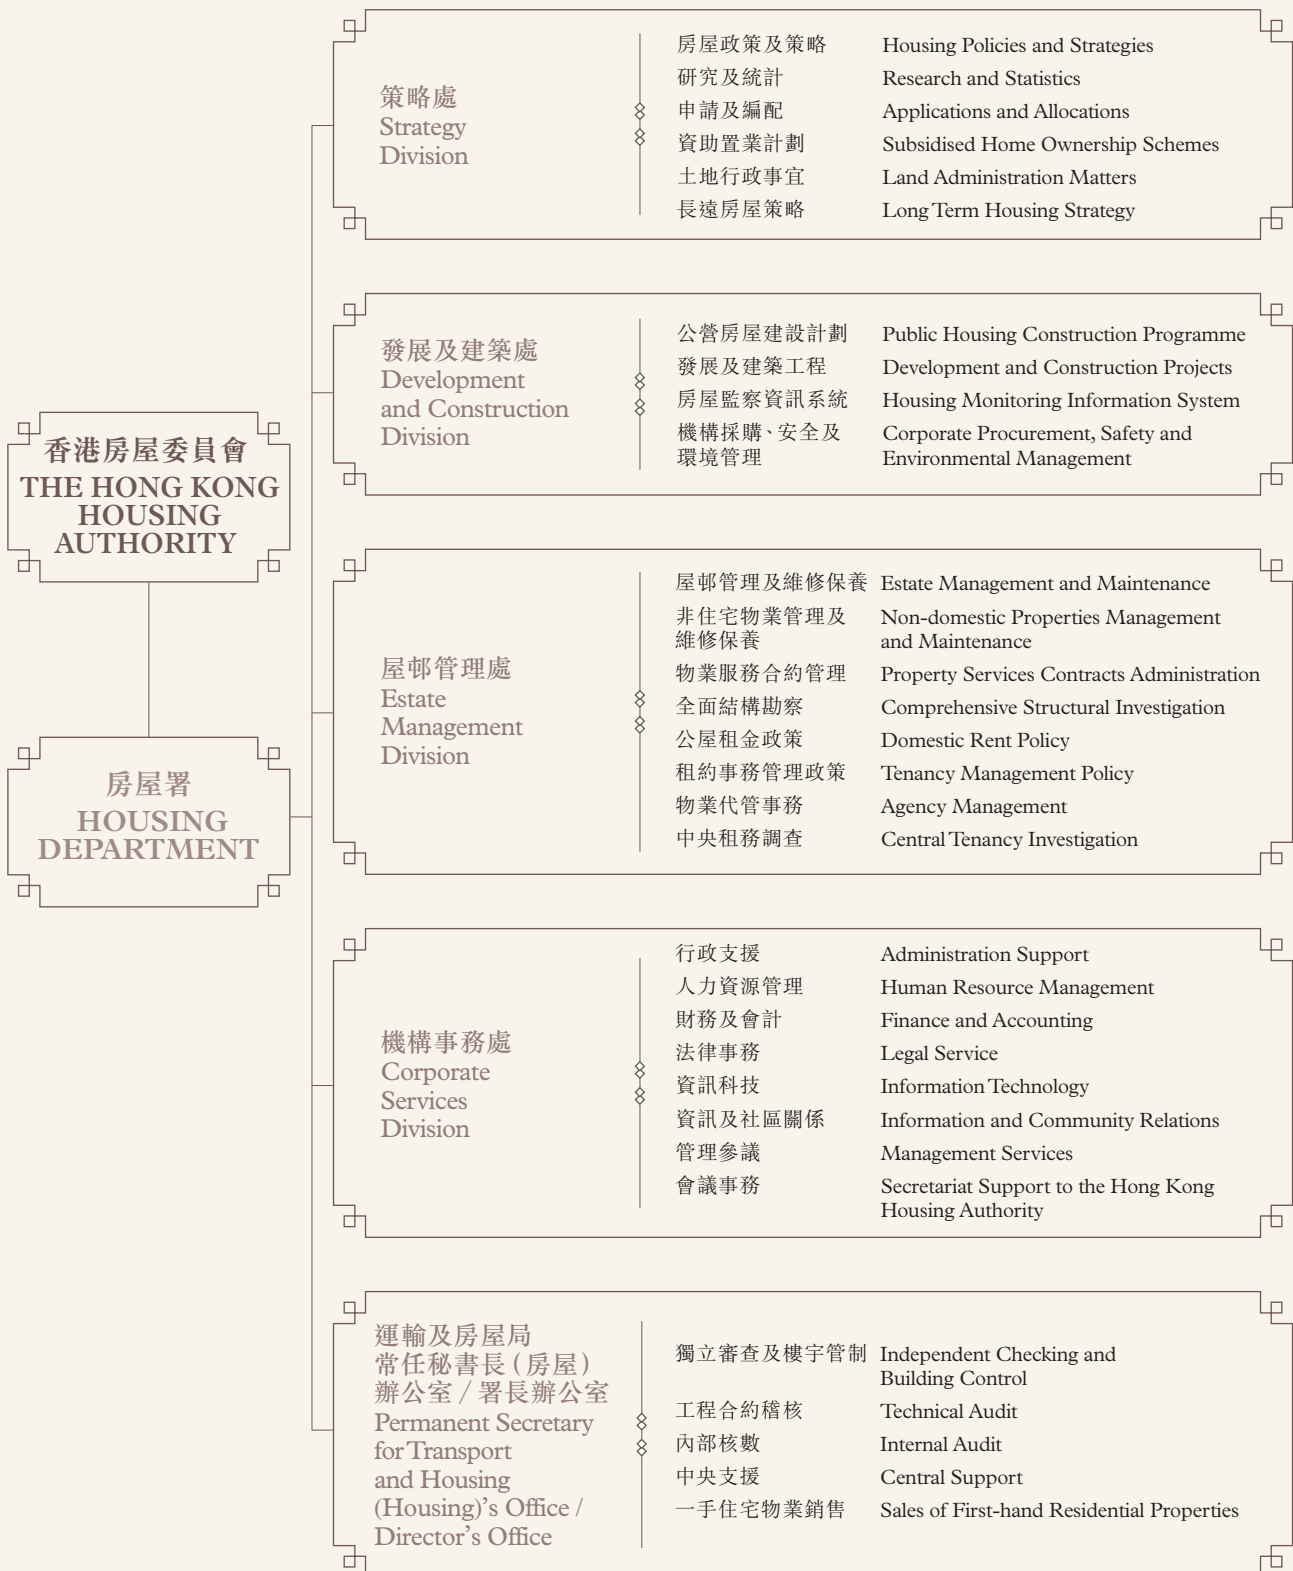 香港房屋委員會
THE HONG KONG
HOUSING
AUTHORITY
房屋署
HOUSING
DEPARTMENT
策略處
Strategy
Division
房屋政策及策略 Housing Policies and Strategies
研究及統計 Research and Statistics
申請及編配 Applications and Allocations
資助置業計劃 Subsidised Home Ownership Schemes
土地行政事宜 Land Administration Matters
長遠房屋策略 Long Term Housing Strategy
發展及建築處
Development
and Construction
Division
公營房屋建設計劃 Public Housing Construction Programme
發展及建築工程 Development and Construction Projects
房屋監察資訊系統 Housing Monitoring Information System
機構採購、安全及 Corporate Procurement, Safety and
環境管理 Environmental Management
屋邨管理處
Estate
Management
Division
屋邨管理及維修保養 Estate Management and Maintenance
非住宅物業管理及 Non-domestic Properties Management
維修保養 and Maintenance
物業服務合約管理 Property Services Contracts Administration
全面結構勘察 Comprehensive Structural Investigation
公屋租金政策 Domestic Rent Policy
租約事務管理政策 Tenancy Management Policy
物業代管事務 Agency Management
中央租務調查 Central Tenancy Investigation
機構事務處
Corporate
Services
Division
行政支援 Administration Support
人力資源管理 Human Resource Management
財務及會計 Finance and Accounting
法律事務 Legal Service
資訊科技 Information Technology
資訊及社區關係 Information and Community Relations
管理參議 Management Services
會議事務 Secretariat Support to the Hong Kong
Housing Authority
運輸及房屋局
常任秘書長(房屋)
辦公室/署長辦公室
Permanent Secretary
for Transport
and Housing
(Housing)'s Office /
Director's Office
獨立審查及樓宇管制 Independent Checking and
Building Control
工程合約稽核 Technical Audit
內部核數 Internal Audit
中央支援 Central Support
一手住宅物業銷售 Sales of First-hand Residential Properties